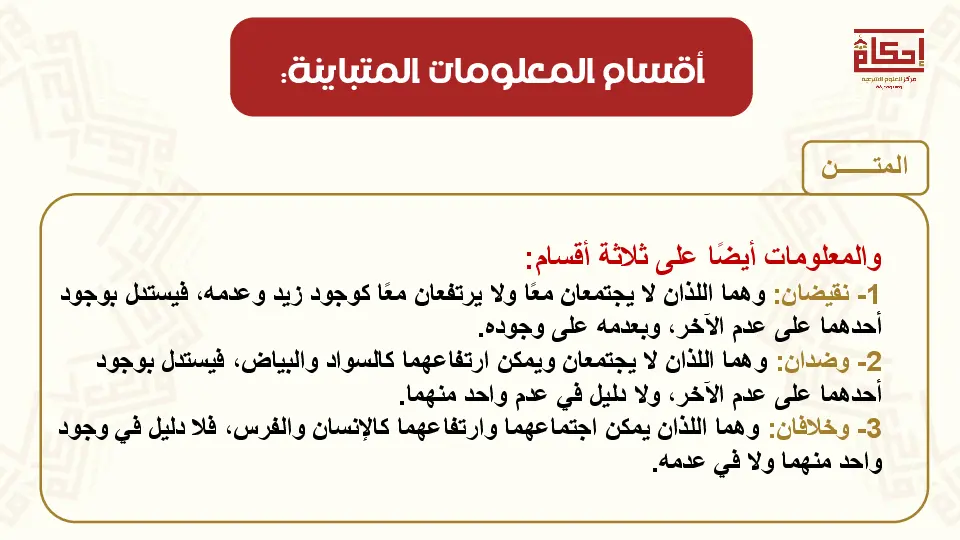 أقسام المعلومات المتباينة:
إحكام
مركز للعلوم الشرعية
المتـــــن
والمعلومات أيضًا على ثلاثة أقسام:
1- نقيضان: وهما اللذان لا يجتمعان معًا ولا يرتفعان معًا كوجود زيد وعدمه، فيستدل بوجود
أحدهما على عدم الآخر، وبعدمه على وجوده.
2- وضدان: وهما اللذان لا يجتمعان ويمكن ارتفاعهما كالسواد والبياض، فيستدل بوجود
أحدهما على عدم الآخر، ولا دليل في عدم واحد منهما.
3- وخلافان: وهما اللذان يمكن اجتماعهما وارتفاعهما كالإنسان والفرس، فلا دليل في وجود
واحد منهما ولا في عدمه.